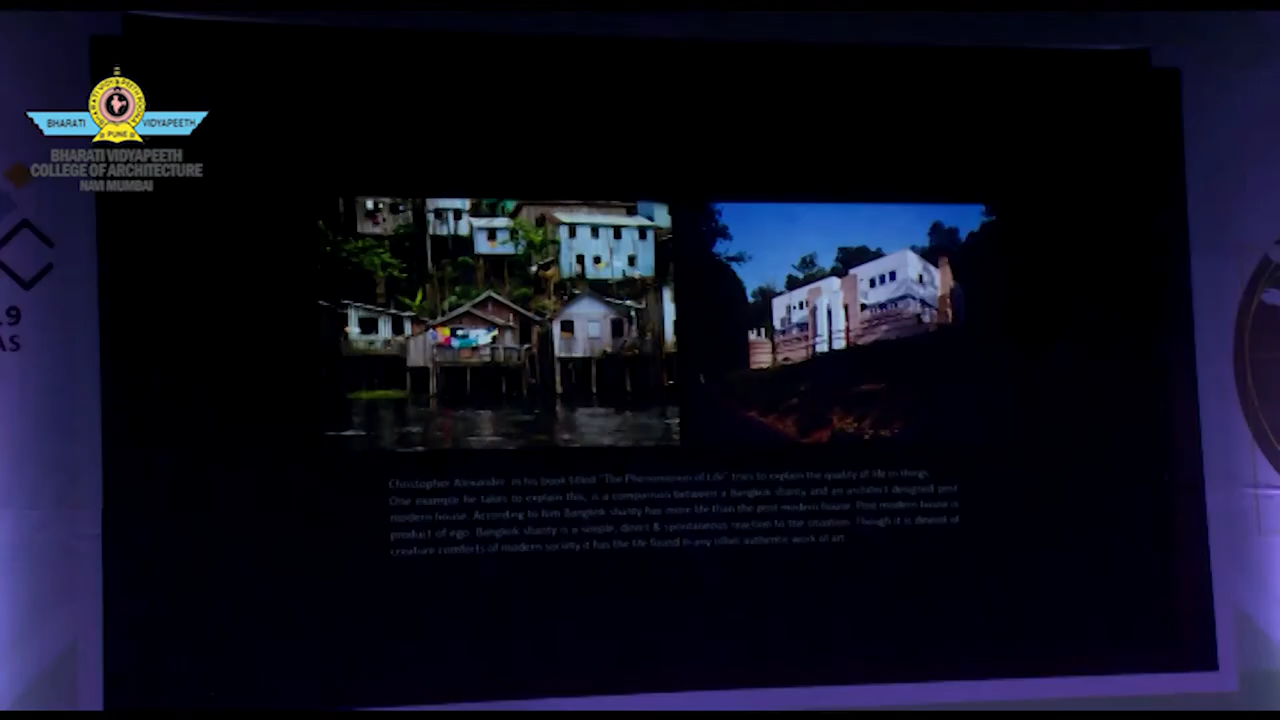 BHARATI VIDYAPEETH POONA
BHARATI VIDYAPEETH
PUNE
BHARATI VIDYAPEETH
COLLEGE OF ARCHITECTURE
NAVI MUMBAI
.9
AS
Christopher Alexander in his book titled "The Phenomenon of Life" tries to explain the quality of life in things.
One example he takes to explain this, is a comparison between a Bangkok shanty and an architect designed post
modern house. According to him Bangkok shanty has more life than the post modern house. Post modern house is
product of ego. Bangkok shanty is a simple, direct & spontaneous reaction to the situation. Though it is devoid of
creature comforts of modern society it has the life found in any other authentic work of art